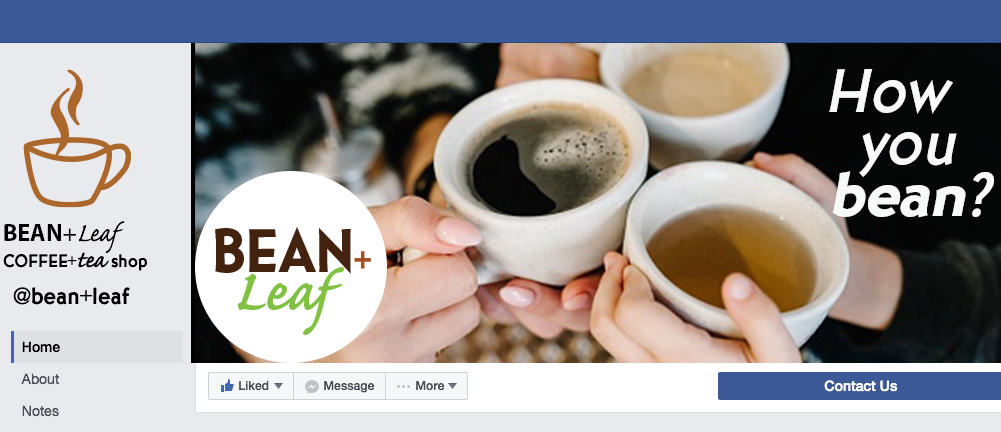 BEAN+Leaf
COFFEE+tea shop
@bean+leaf
Home
About
Notes
BEAN+
Leaf
How
you
bean?
Liked
Message
More
Contact Us